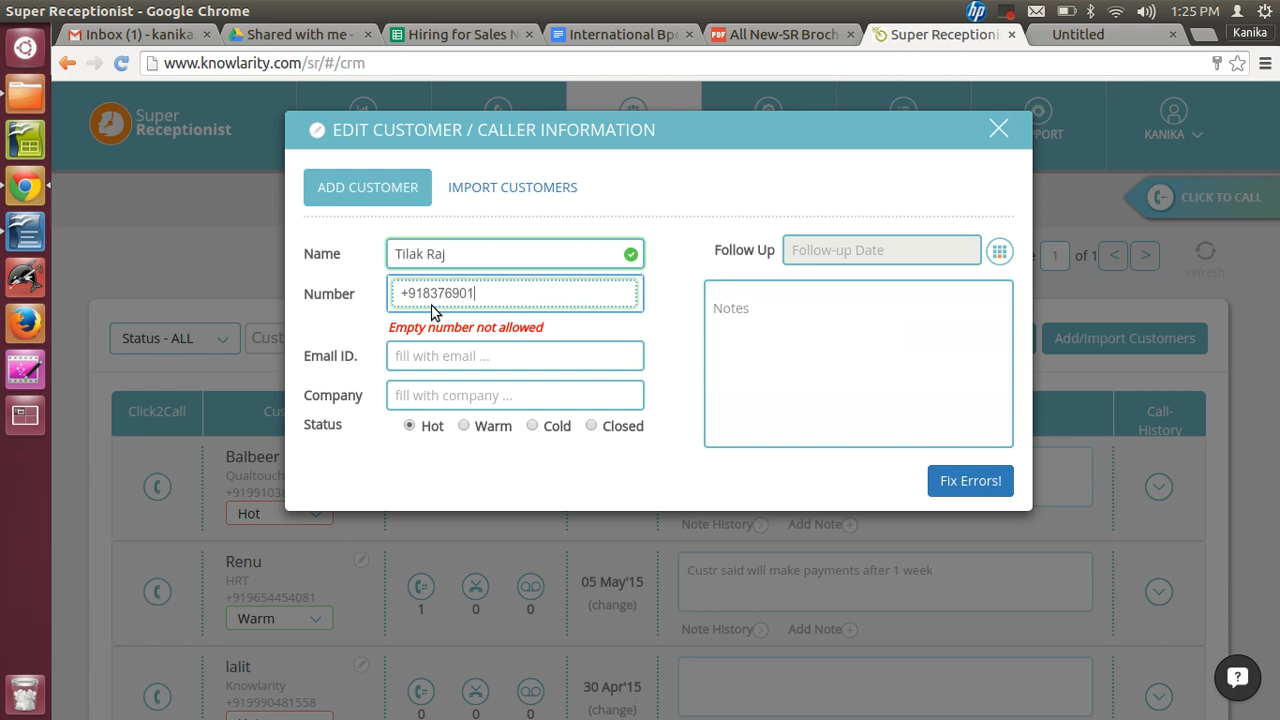 Super Receptionist - Google Chrome
1:25 PM
Kanika
Inbox (1) - kanika.
Shared with me -
Hiring for Sales N
International Bpo
All New-SR Broch
Super Receptioni
Untitled
www.knowlarity.com/sr/#/crm
Super
Receptionist
PORT
KANIKA
CLICK TO CALL
EDIT CUSTOMER / CALLER INFORMATION
ADD CUSTOMER
IMPORT CUSTOMERS
Name
Tilak Raj
Follow Up
Follow-up Date
1 of 1 < >
refresh
Number
+918376901
Notes
Empty number not allowed
Status - ALL
Cust
Add/Import Customers
Email ID.
fill with email ...
Company
fill with company ...
Status
Hot
Warm
Cold
Closed
Fix Errors!
Click2Call
Cus
Call-
History
Balbeer
Qualtouch
+9199103
Hot
Note History
Add Note
Renu
HRT
+919654454081
Warm
1
0
0
05 May'15
(change)
Custr said will make payments after 1 week
Note History
Add Note
lalit
Knowlarity
+919990481558
0
0
0
30 Apr'15
(change)